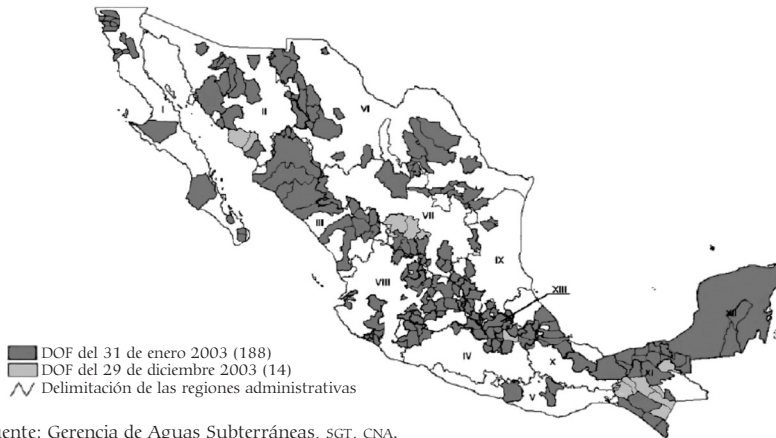 VI
I
II
VII
III
IX
VIII
XIII
XII
IV
X
XI
V
DOF del 31 de enero 2003 (188)
DOF del 29 de diciembre 2003 (14)
Delimitación de las regiones administrativas
ente: Gerencia de Aguas Subterráneas, SGT, CNA.